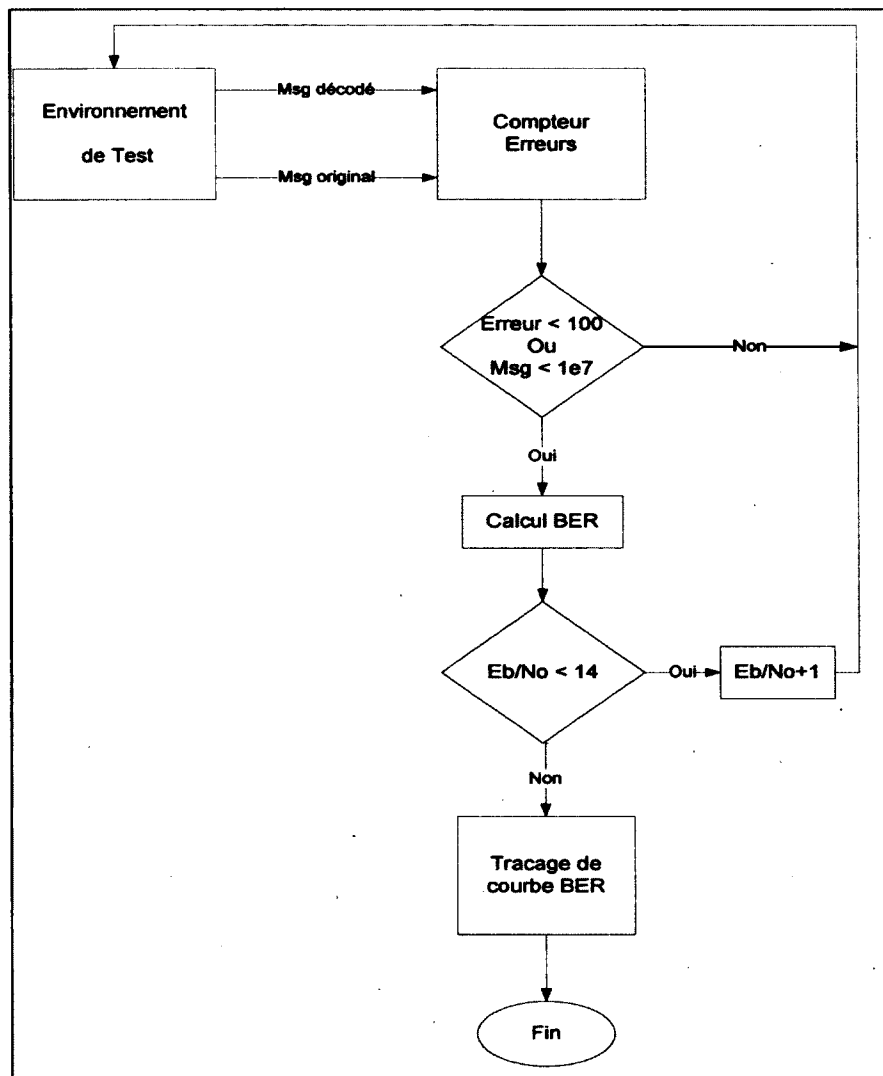 Environnement
de Test
Msg décodé
Msg original
Compteur
Erreurs
Erreur < 100
Ou
Msg < 1e7
Non
Oui
Calcul BER
Eb/No < 14
Oui
Eb/No+1
Non
Tracage de
courbe BER
Fin